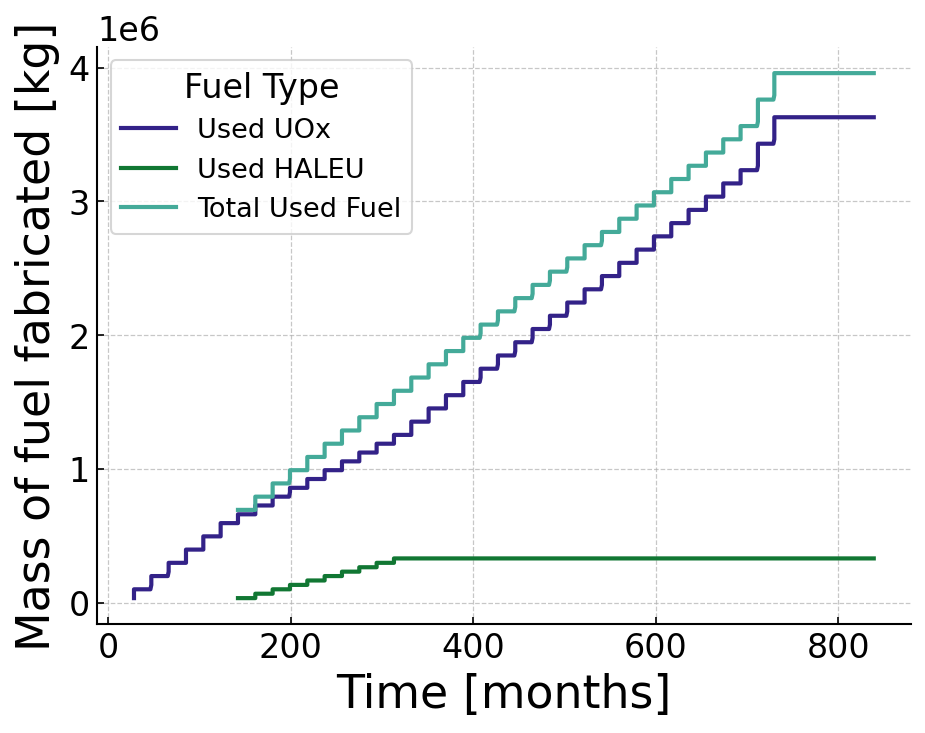 1e6
Mass of fuel fabricated [kg]
4
3
2
1
0
Fuel Type
Used UOx
Used HALEU
Total Used Fuel
0 200 400 600 800
Time [months]